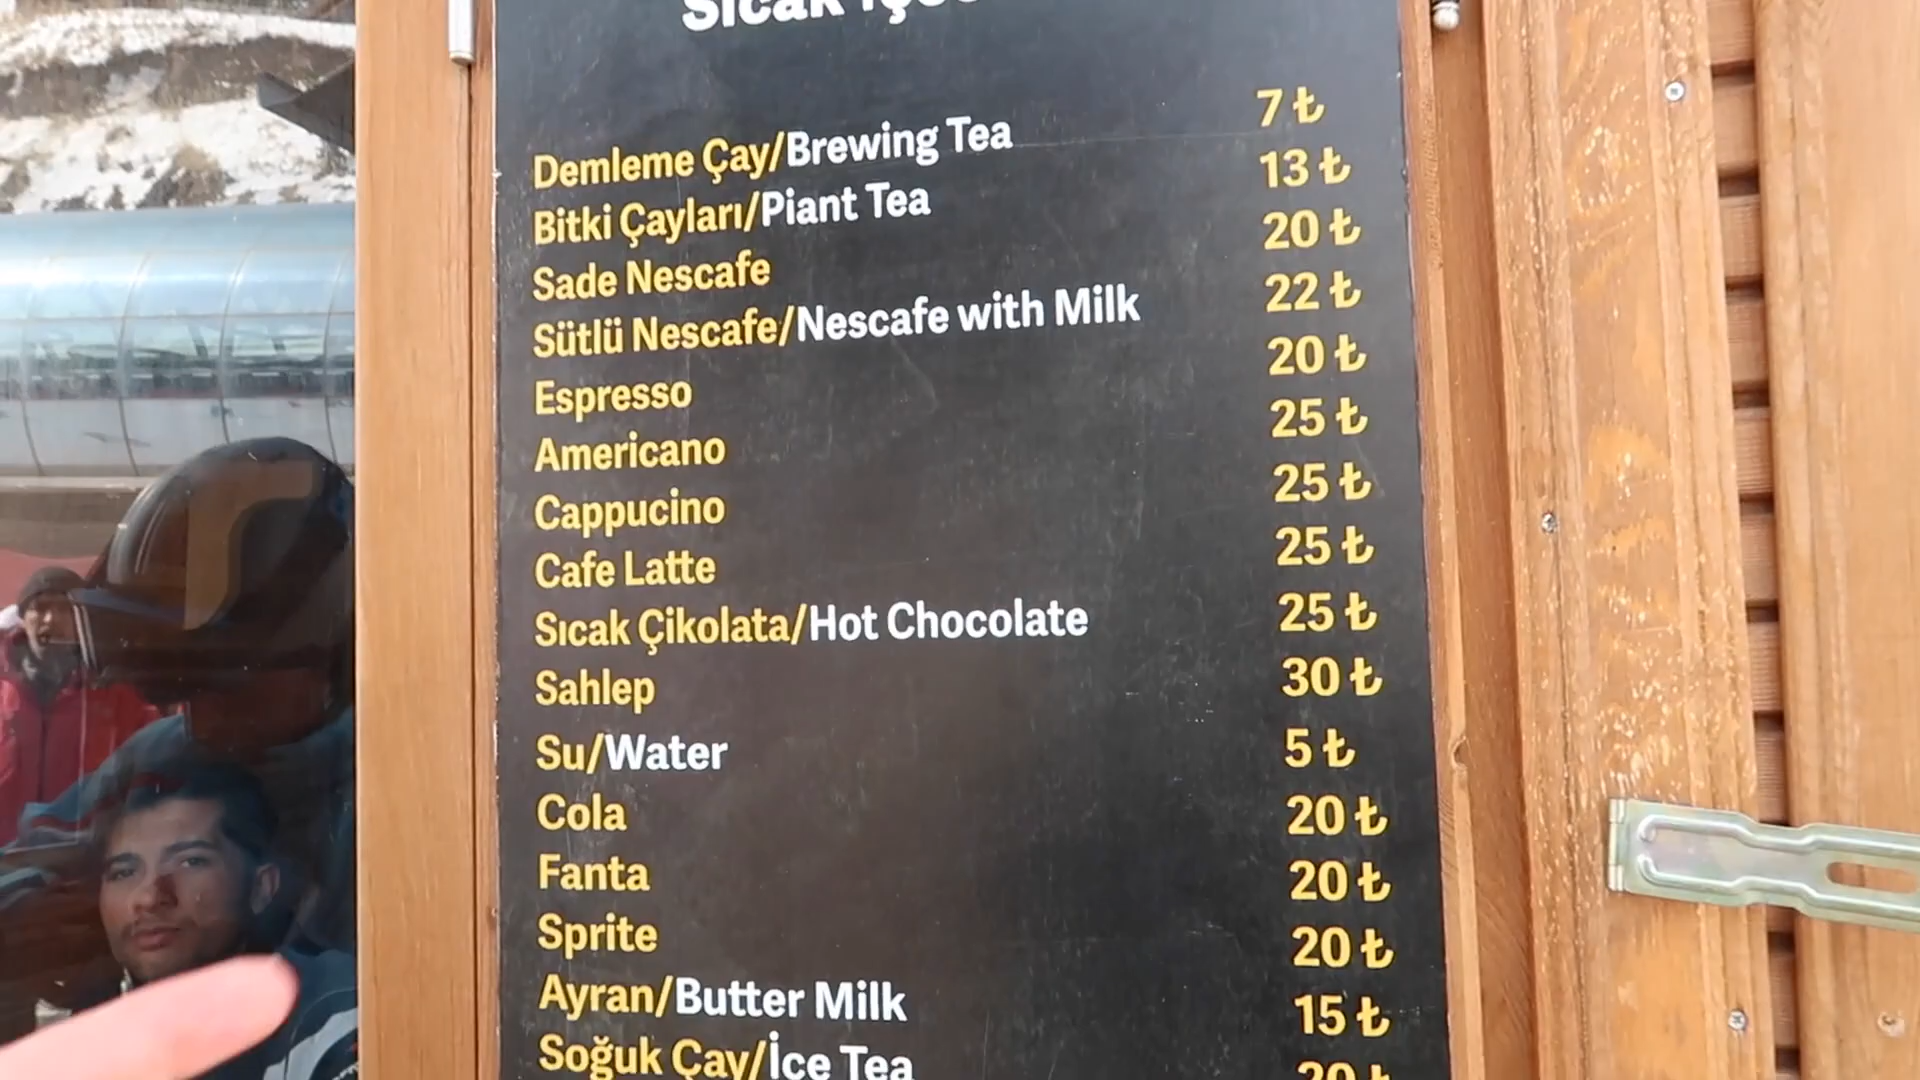 Sıcak
Demleme Çay/Brewing Tea 7 ₺
Bitki Çayları/Piant Tea 13 ₺
Sade Nescafe 20 ₺
Sütlü Nescafe/Nescafe with Milk 22 ₺
Espresso 20 ₺
Americano 25 ₺
Cappucino 25 ₺
Cafe Latte 25 ₺
Sıcak Çikolata/Hot Chocolate 25 ₺
Sahlep 30 ₺
Su/Water 5 ₺
Cola 20 ₺
Fanta 20 ₺
Sprite 20 ₺
Ayran/Butter Milk 15 ₺
Soğuk Çay/İce Tea 20 ₺